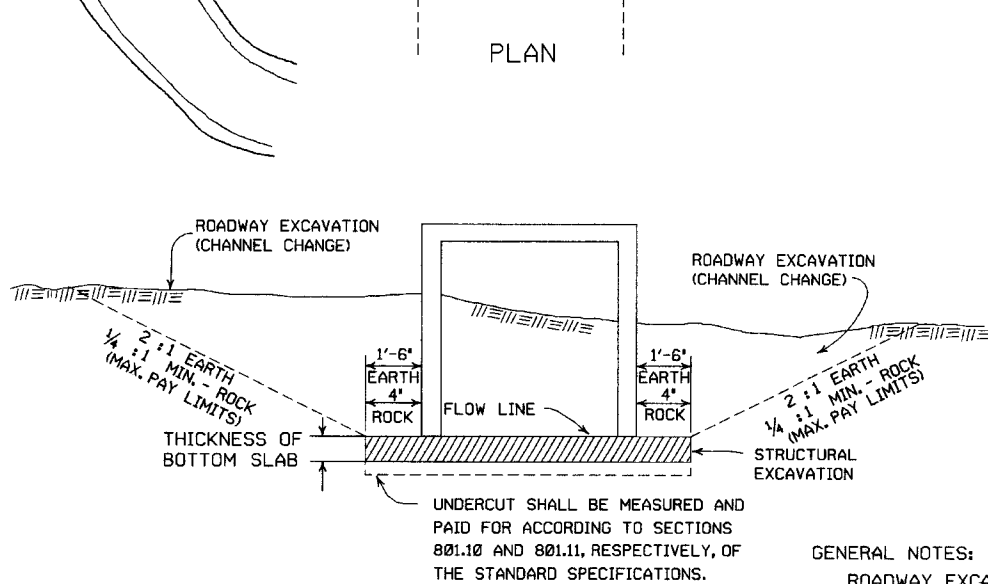 PLAN
ROADWAY EXCAVATION
(CHANNEL CHANGE)
ROADWAY EXCAVATION
(CHANNEL CHANGE)
2 :1 EARTH
1/4 :1 MIN. - ROCK
(MAX. PAY LIMITS)
1'-6"
EARTH
4"
ROCK
FLOW LINE
1'-6"
EARTH
4"
ROCK
2 :1 EARTH
1/4 :1 MIN. - ROCK
(MAX. PAY LIMITS)
THICKNESS OF
BOTTOM SLAB
STRUCTURAL
EXCAVATION
UNDERCUT SHALL BE MEASURED AND
PAID FOR ACCORDING TO SECTIONS
801.10 AND 801.11, RESPECTIVELY, OF
THE STANDARD SPECIFICATIONS.
GENERAL NOTES:
ROADWAY EXCA